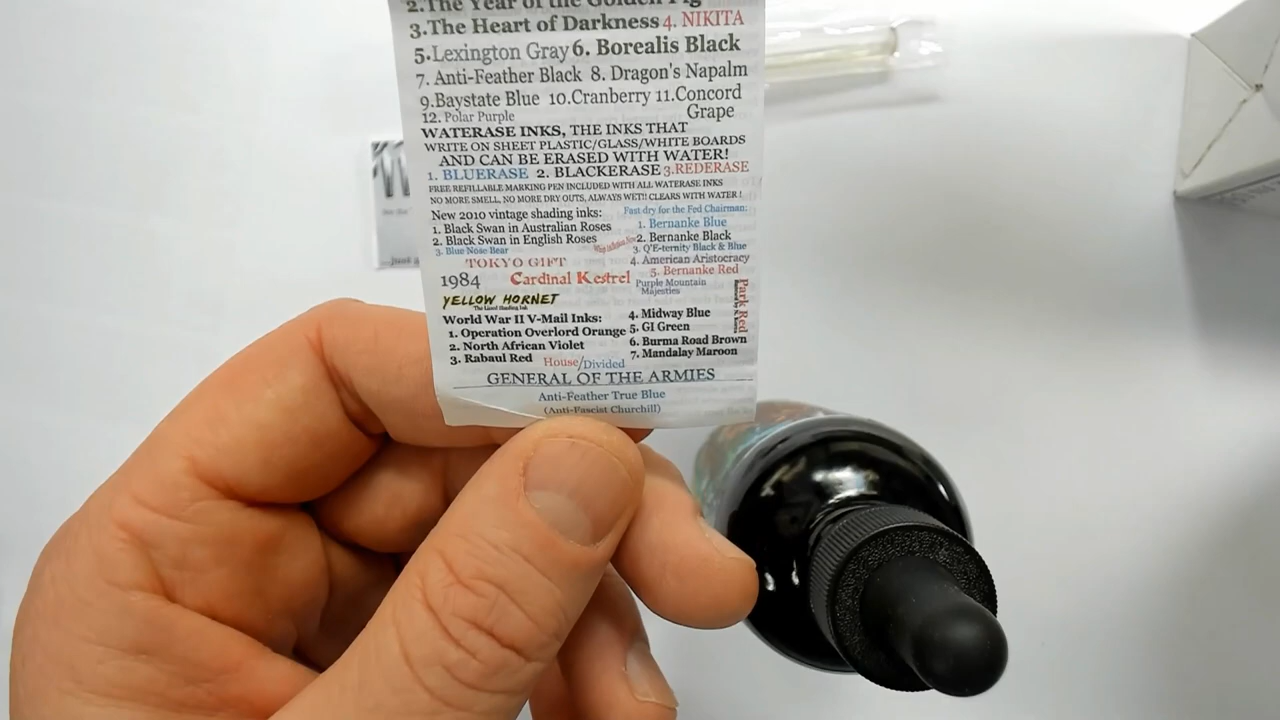 2.The Year of the Golden Pig
3.The Heart of Darkness 4. NIKITA
5.Lexington Gray 6. Borealis Black
7. Anti-Feather Black 8. Dragon's Napalm
9.Baystate Blue 10.Cranberry 11.Concord Grape
12. Polar Purple
WATERASE INKS, THE INKS THAT
WRITE ON SHEET PLASTIC/GLASS/WHITE BOARDS
AND CAN BE ERASED WITH WATER!
1. BLUERASE 2. BLACKERASE 3.REDERASE
FREE REFILLABLE MARKING PEN INCLUDED WITH ALL WATERASE INKS
NO MORE SMELL, NO MORE DRY OUTS, ALWAYS WET!! CLEARS WITH WATER !
New 2010 vintage shading inks:
1. Black Swan in Australian Roses
2. Black Swan in English Roses
3. Blue Nose Bear
Fast dry for the Fed Chairman:
1. Bernanke Blue
2. Bernanke Black
3. Q'E-ternity Black & Blue
4. American Aristocracy
5. Bernanke Red
TOKYO GIFT
1984 Cardinal Kestrel
Purple Mountain
Majesties
YELLOW HORNET
Park Red
World War II V-Mail Inks:
1. Operation Overlord Orange
2. North African Violet
3. Rabaul Red
4. Midway Blue
5. GI Green
6. Burma Road Brown
7. Mandalay Maroon
House/Divided
GENERAL OF THE ARMIES
Anti-Feather True Blue
(Anti-Fascist Churchill)